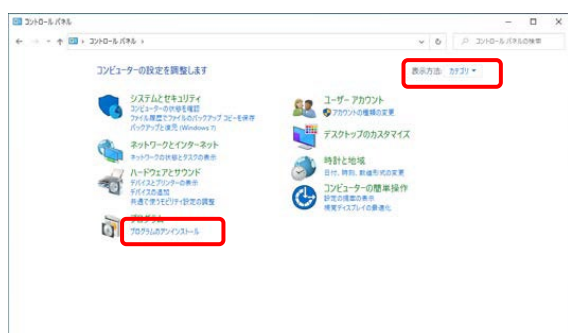 コントロール パネル
コントロール パネル
コントロール パネルの検索
コンピューターの設定を調整します
表示方法: カテゴリ
システムとセキュリティ
コンピューターの状態を確認
ファイル履歴でファイルのバックアップ コピーを保存
バックアップと復元 (Windows 7)
ネットワークとインターネット
ネットワークの状態とタスクの表示
ハードウェアとサウンド
デバイスとプリンターの表示
デバイスの追加
共通で使うモビリティ設定の調整
プログラム
プログラムのアンインストール
ユーザー アカウント
アカウントの種類の変更
デスクトップのカスタマイズ
時計と地域
日付、時刻、数値形式の変更
コンピューターの簡単操作
設定の提案の表示
視覚ディスプレイの最適化